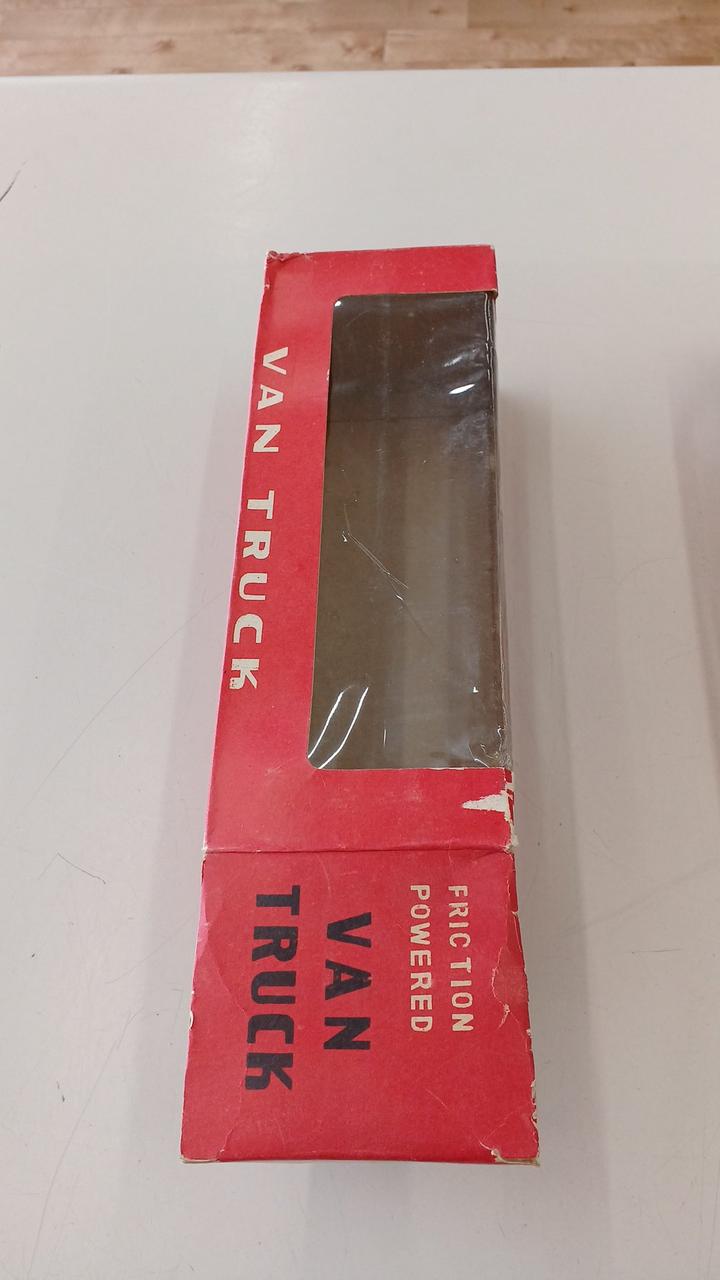 VAN TRUCK
FRICTION
POWERED
VAN
TRUCK